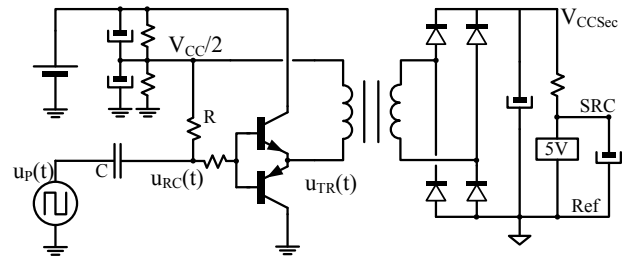 V_CCSec
V_CC/2
R
SRC
u_P(t)
C
u_RC(t)
u_TR(t)
5V
Ref